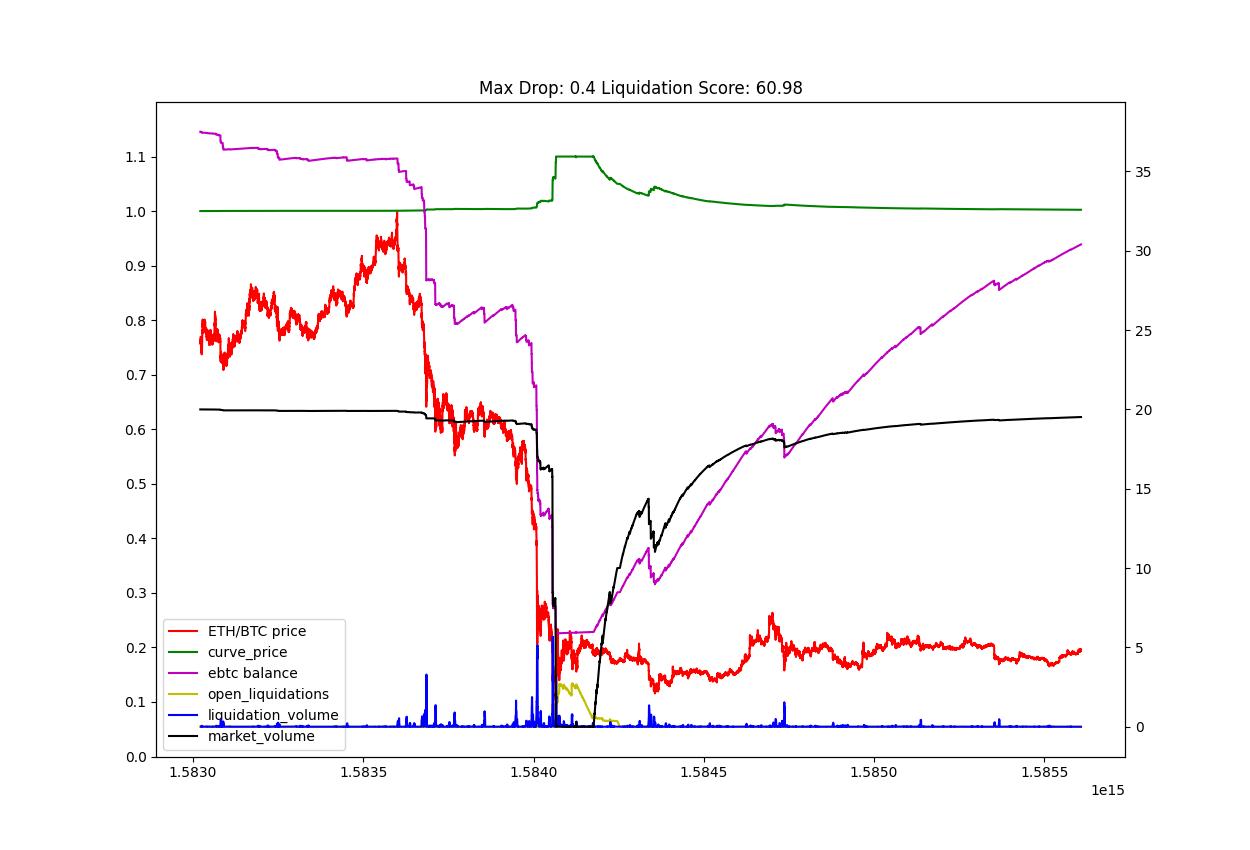 Max Drop: 0.4 Liquidation Score: 60.98
1.1
1.0
0.9
0.8
0.7
0.6
0.5
0.4
0.3
0.2
0.1
0.0
35
30
25
20
15
10
5
0
ETH/BTC price
curve_price
ebtc balance
open_liquidations
liquidation_volume
market_volume
1.5830 1.5835 1.5840 1.5845 1.5850 1.5855
1e15